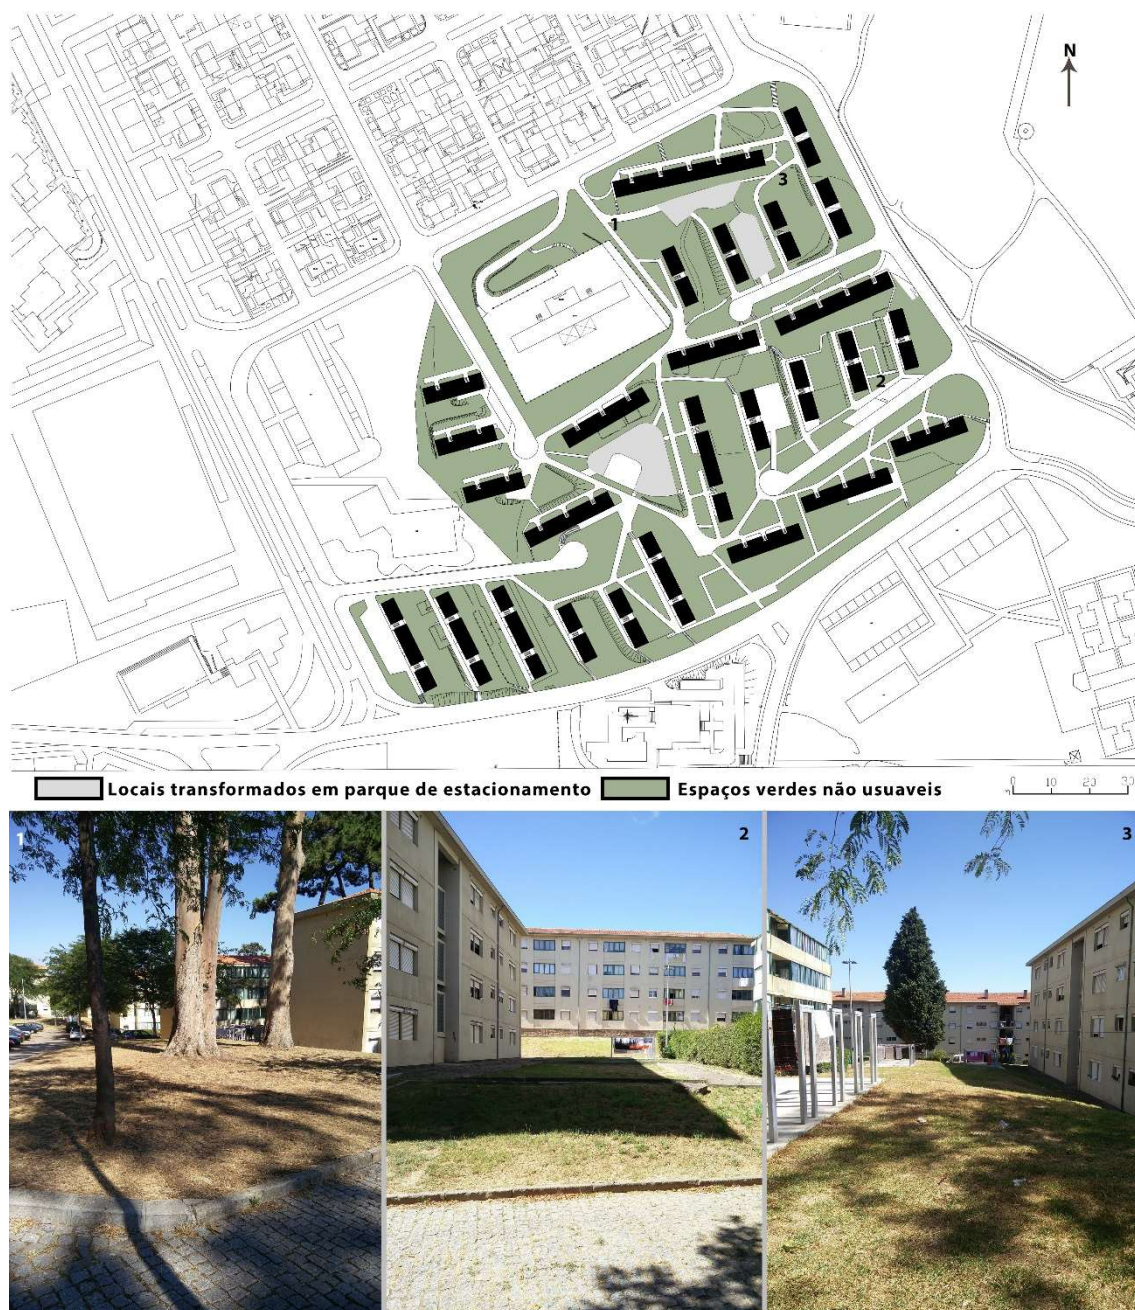 N
3
1
2
Locais transformados em parque de estacionamento
Espaços verdes não usuaveis
0 10 20 30
1
2
3